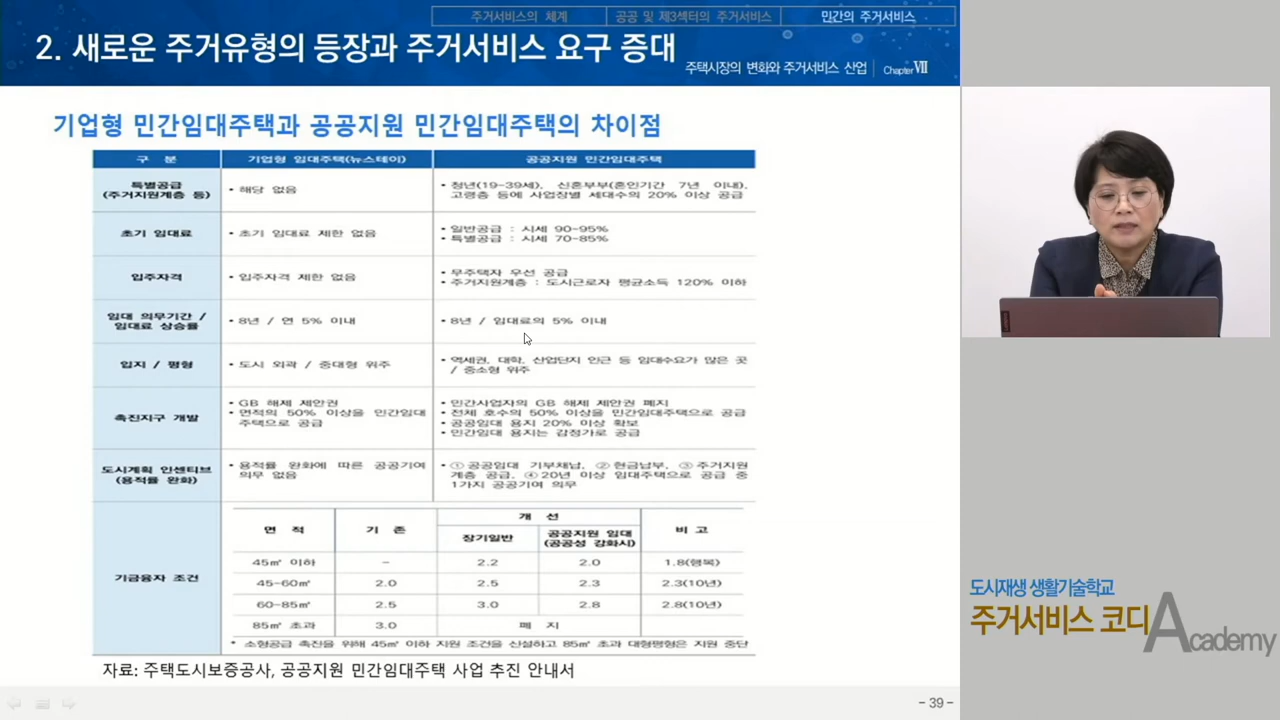 주거서비스의 체계
공공 및 제3섹터의 주거서비스
민간의 주거서비스
2. 새로운 주거유형의 등장과 주거서비스 요구 증대
주택시장의 변화와 주거서비스 산업
Chapter Ⅶ
기업형 민간임대주택과 공공지원 민간임대주택의 차이점
구 분 기업형 임대주택(뉴스테이) 공공지원 민간임대주택
특별공급
(주거지원계층 등)
• 해당 없음
• 청년(19~39세), 신혼부부(혼인기간 7년 이내),
고령층 등에 사업장별 세대수의 20% 이상 공급
초기 임대료
• 초기 임대료 제한 없음
• 일반공급 : 시세 90~95%
• 특별공급 : 시세 70~85%
입주자격
• 입주자격 제한 없음
• 무주택자 우선 공급
• 주거지원계층 : 도시근로자 평균소득 120% 이하
임대 의무기간 /
임대료 상승률
• 8년 / 연 5% 이내
• 8년 / 임대료의 5% 이내
입지 / 평형
• 도시 외곽 / 중대형 위주
• 역세권, 대학, 산업단지 인근 등 임대수요가 많은 곳
/ 중소형 위주
촉진지구 개발
• GB 해제 제안권
• 면적의 50% 이상을 민간임대
주택으로 공급
• 민간사업자의 GB 해제 제안권 폐지
• 전체 호수의 50% 이상을 민간임대주택으로 공급
• 공공임대 용지 20% 이상 확보
• 민간임대 용지는 감정가로 공급
도시계획 인센티브
(용적률 완화)
• 용적률 완화에 따른 공공기여
의무 없음
• ①공공임대 기부채납, ②현금납부, ③주거지원
계층 공급, ④20년 이상 임대주택으로 공급 중
1가지 공공기여 의무
기금융자 조건
면 적 기 존 개 선 비 고
장기일반 공공지원 임대
(공공성 강화시)
45㎡ 이하 - 2.2 2.0 1.8(행복)
45~60㎡ 2.0 2.5 2.3 2.3(10년)
60~85㎡ 2.5 3.0 2.8 2.8(10년)
85㎡ 초과 3.0 폐 지
* 소형공급 촉진을 위해 45㎡ 이하 지원 조건을 신설하고 85㎡ 초과 대형평형은 지원 중단
자료: 주택도시보증공사, 공공지원 민간임대주택 사업 추진 안내서
- 39 -
도시재생 생활기술학교
주거서비스 코디 Academy